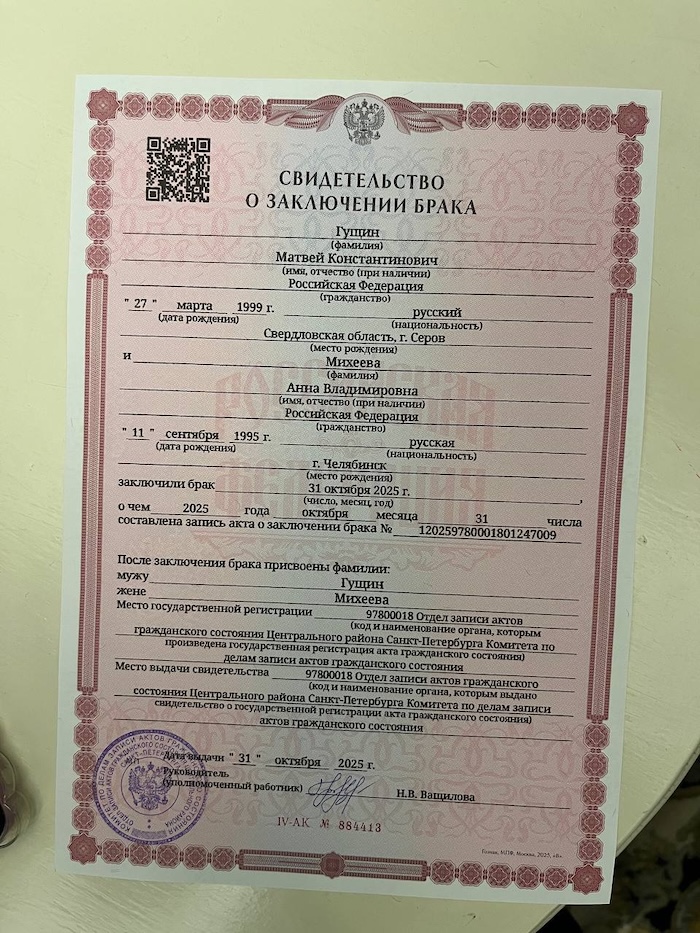 СВИДЕТЕЛЬСТВО
О ЗАКЛЮЧЕНИИ БРАКА
Гущин
(фамилия)
Матвей Константинович
(имя, отчество (при наличии)
Российская Федерация
(гражданство)
" 27 " марта 1999 г. русский
(дата рождения) (национальность)
Свердловская область, г. Серов
(место рождения)
и Михеева
(фамилия)
Анна Владимировна
(имя, отчество (при наличии)
Российская Федерация
(гражданство)
" 11 " сентября 1995 г. русская
(дата рождения) (национальность)
г. Челябинск
(место рождения)
заключили брак 31 октября 2025 г. ,
(число, месяц, год)
о чем 2025 года октября месяца 31 числа
составлена запись акта о заключении брака № 120259780001801247009
После заключения брака присвоены фамилии:
мужу Гущин
жене Михеева
Место государственной регистрации 97800018 Отдел записи актов
(код и наименование органа, которым
гражданского состояния Центрального района Санкт-Петербурга Комитета по
произведена государственная регистрация акта гражданского состояния)
делам записи актов гражданского состояния
Место выдачи свидетельства 97800018 Отдел записи актов гражданского
(код и наименование органа, которым выдано
состояния Центрального района Санкт-Петербурга Комитета по делам записи
свидетельство о государственной регистрации акта гражданского состояния)
актов гражданского состояния
Дата выдачи " 31 " октября 2025 г.
МП
Руководитель
(уполномоченный работник) Н.В. Ващилова
IV-АК № 884413